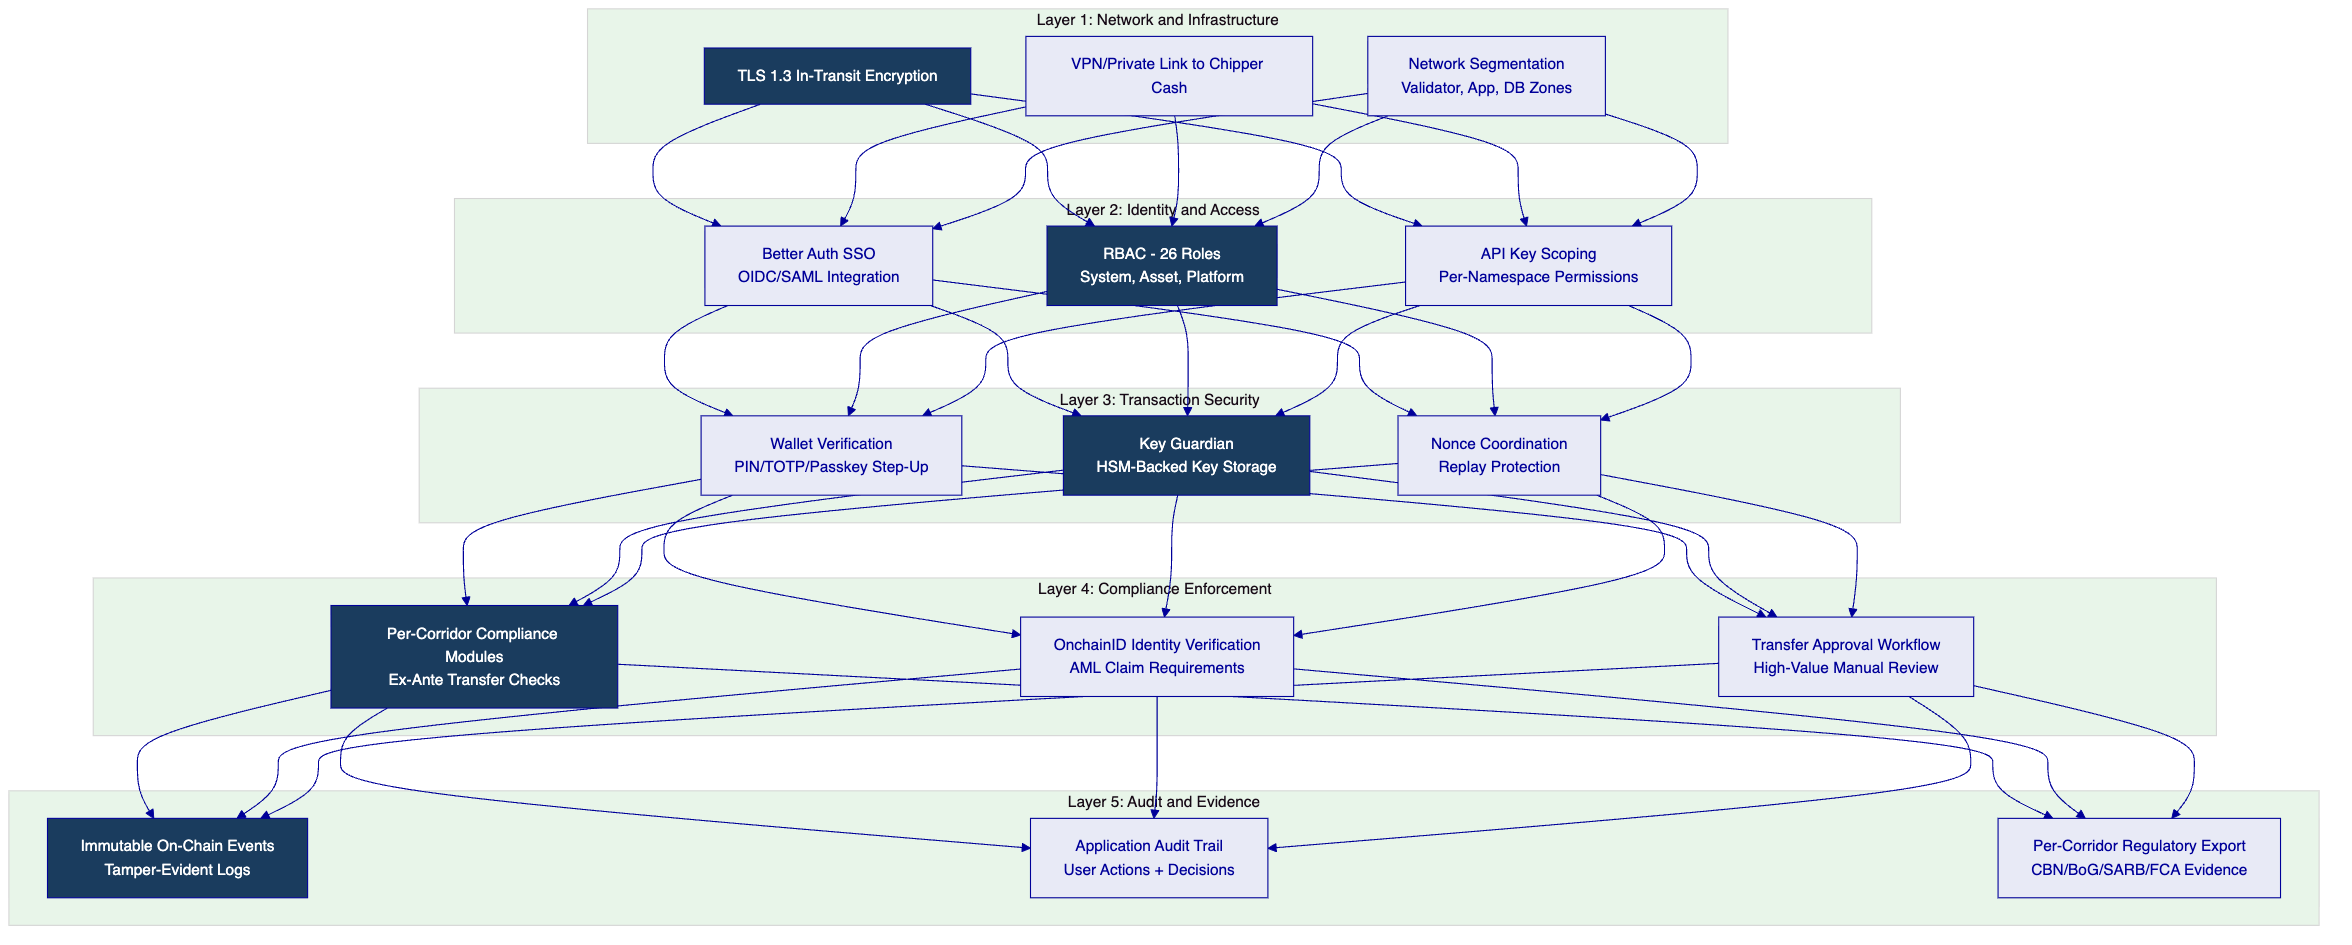 Layer 1: Network and Infrastructure
TLS 1.3 In-Transit Encryption
VPN/Private Link to Chipper
Cash
Network Segmentation
Validator, App, DB Zones
Layer 2: Identity and Access
Better Auth SSO
OIDC/SAML Integration
RBAC - 26 Roles
System, Asset, Platform
API Key Scoping
Per-Namespace Permissions
Layer 3: Transaction Security
Wallet Verification
PIN/TOTP/Passkey Step-Up
Key Guardian
HSM-Backed Key Storage
Nonce Coordination
Replay Protection
Layer 4: Compliance Enforcement
Per-Corridor Compliance
Modules
Ex-Ante Transfer Checks
OnchainID Identity Verification
AML Claim Requirements
Transfer Approval Workflow
High-Value Manual Review
Layer 5: Audit and Evidence
Immutable On-Chain Events
Tamper-Evident Logs
Application Audit Trail
User Actions + Decisions
Per-Corridor Regulatory Export
CBN/BoG/SARB/FCA Evidence